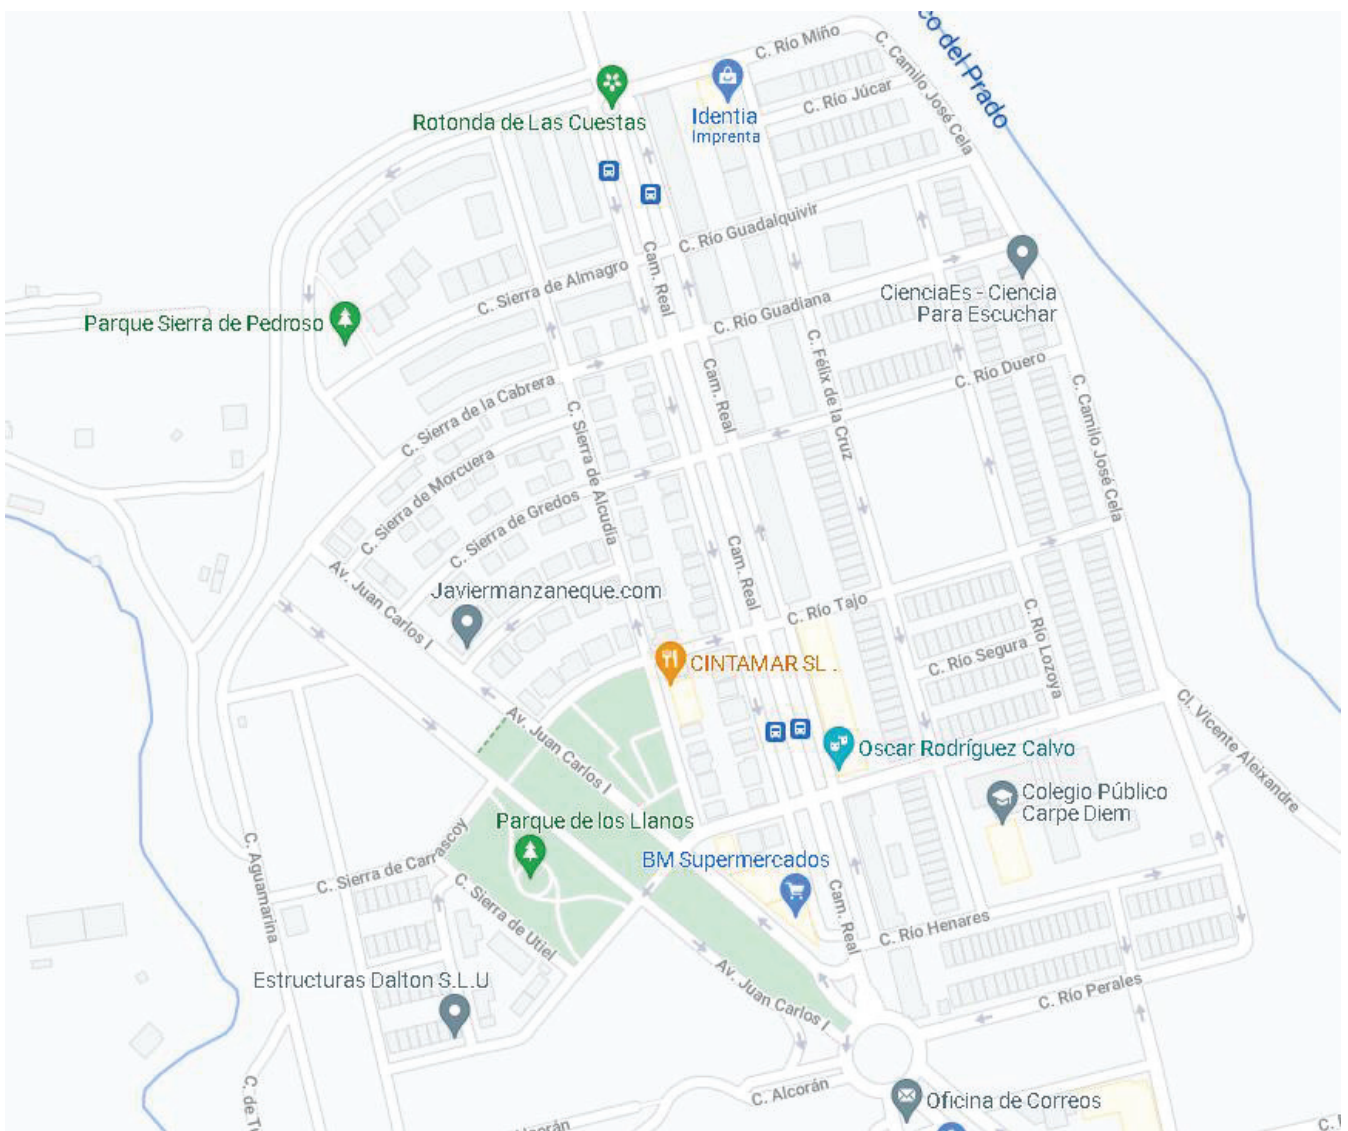 C. Río Miño
C. Camilo José Cela
co del Prado
Rotonda de Las Cuestas
Identia
Imprenta
C. Río Júcar
C. Río Guadalquivir
C. Sierra de Almagro
Cam. Real
CienciaEs - Ciencia
Para Escuchar
C. Río Guadiana
Parque Sierra de Pedroso
C. Félix de la Cruz
C. Río Duero
Cam. Real
C. Sierra de la Cabrera
C. Camilo José Cela
C. Sierra de Alcudia
C. Sierra de Morcuera
C. Sierra de Gredos
Cam. Real
Av. Juan Carlos I
Javiermanzaneque.com
C. Río Tajo
C. Río Lozoya
C. Río Segura
CINTAMAR SL .
Cl. Vicente Aleixandre
Av. Juan Carlos I
Oscar Rodríguez Calvo
Colegio Público
Carpe Diem
Parque de los Llanos
BM Supermercados
C. Sierra de Carrascoy
C. Aguamarina
C. Sierra de Utiel
Cam. Real
C. Río Henares
Estructuras Dalton S.L.U
Av. Juan Carlos I
C. Río Perales
C. Alcorán
C. de T
Oficina de Correos
corán